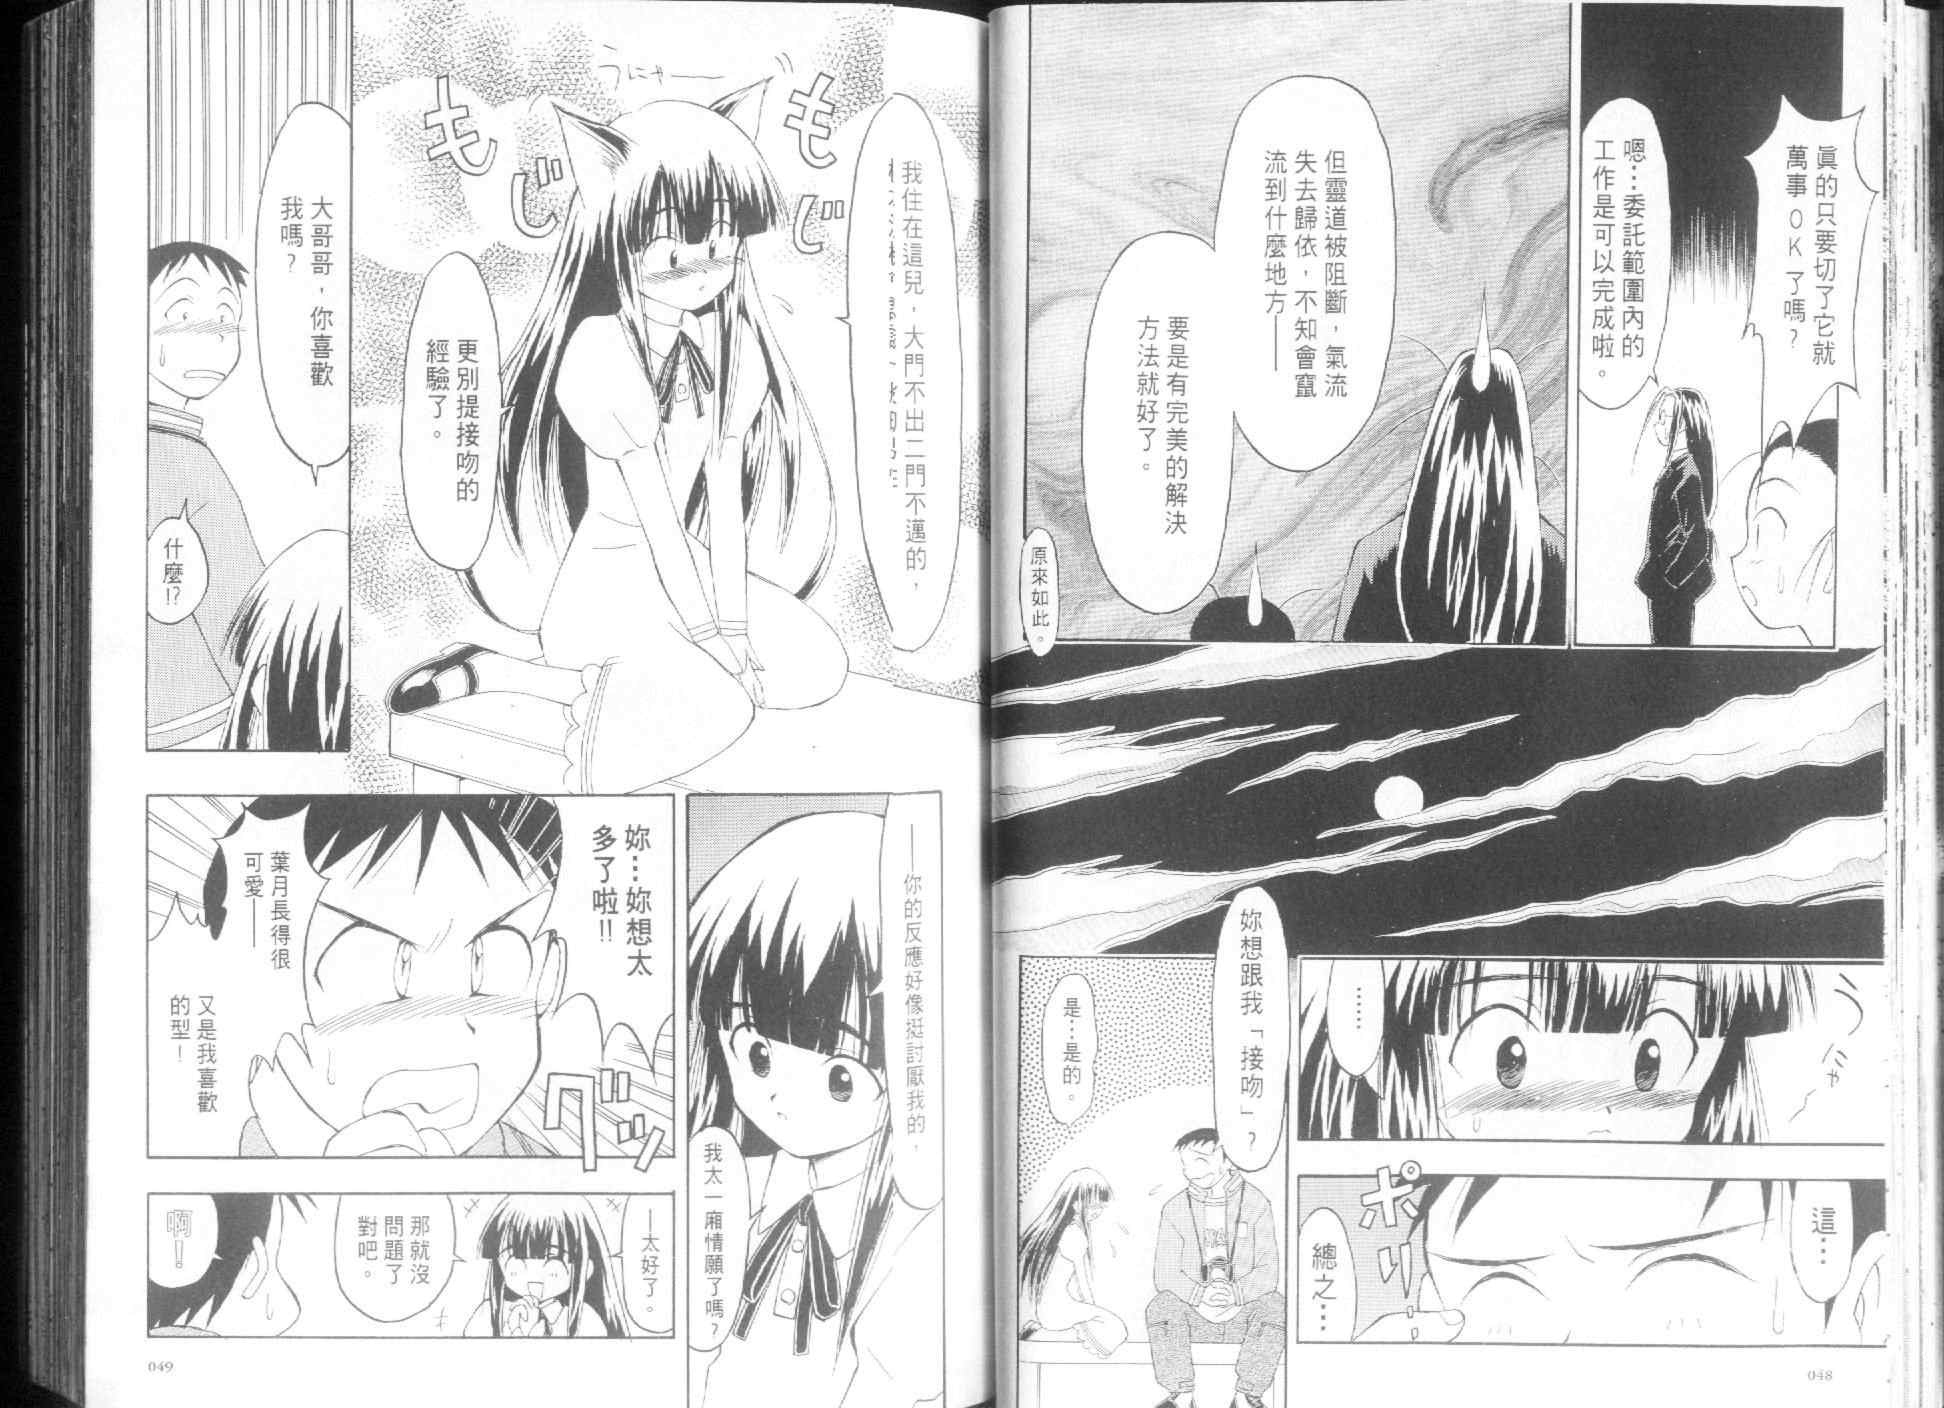 真的只要切了它就
萬事OK了嗎？
嗯…委託範圍內的
工作是可以完成啦。
但靈道被阻斷，氣流
失去歸依，不知會竄
流到什麼地方——
要是有完美的解決
方法就好了。
原來如此。
うにゃ
……
妳想跟我「接吻」？
是…是的。
這…
ポリ
總之…
048
我住在這兒，大門不出二門不邁的，
うにゃー
もじ
もじ
更別提接吻的
經驗了。
大哥哥，你喜歡
我嗎？
什麼!?
——你的反應好像挺討厭我的，
我太一廂情願了嗎？
妳…妳想太
多了啦!!
葉月長得很
可愛——
又是我喜歡
的型！
グッ
——太好了。
那就沒
問題了
對吧。
啊！
049